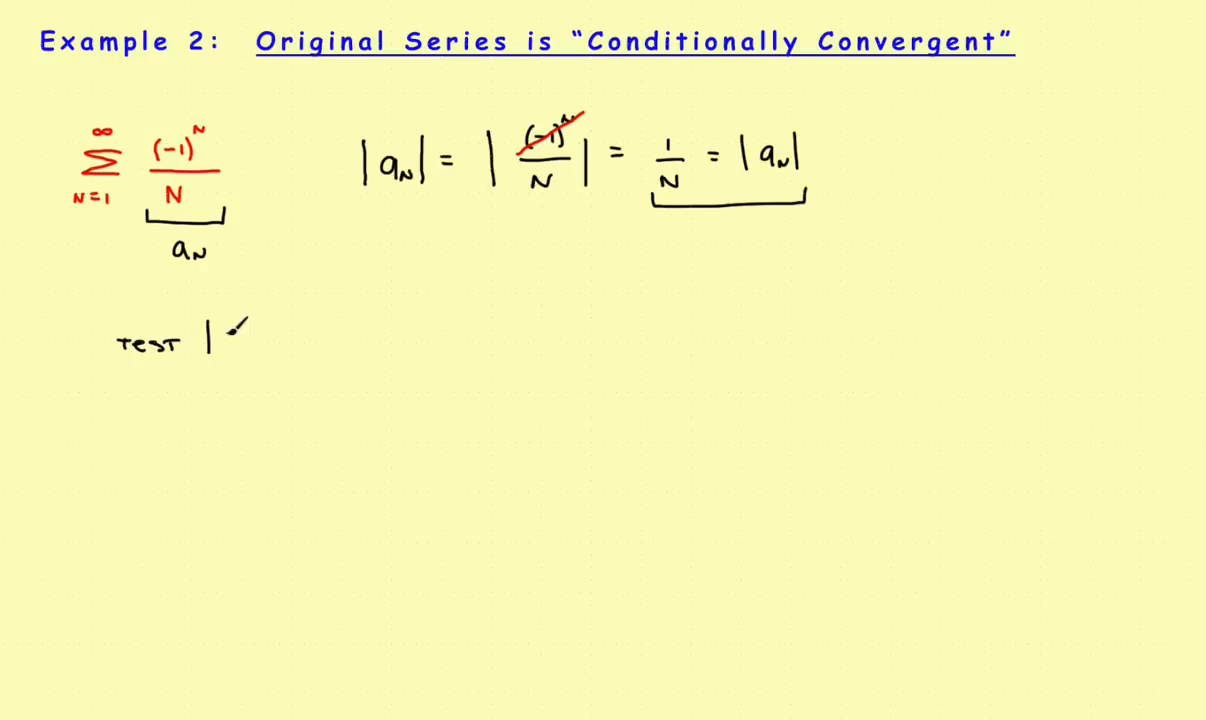 Example 2: Original Series is “Conditionally Convergent”
∞
Σ (-1)^N / N
N=1
a_N
|a_N| = | (-1)^N / N | = 1/N = |a_N|
TEST |